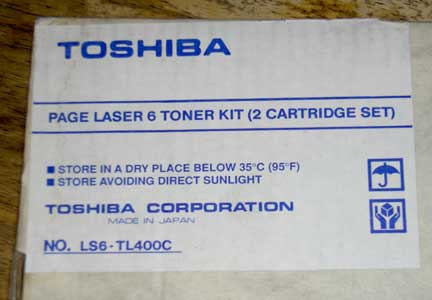 TOSHIBA
PAGE LASER 6 TONER KIT (2 CARTRIDGE SET)
■ STORE IN A DRY PLACE BELOW 35°C (95°F)
■ STORE AVOIDING DIRECT SUNLIGHT
TOSHIBA CORPORATION
MADE IN JAPAN
NO. LS6-TL400C